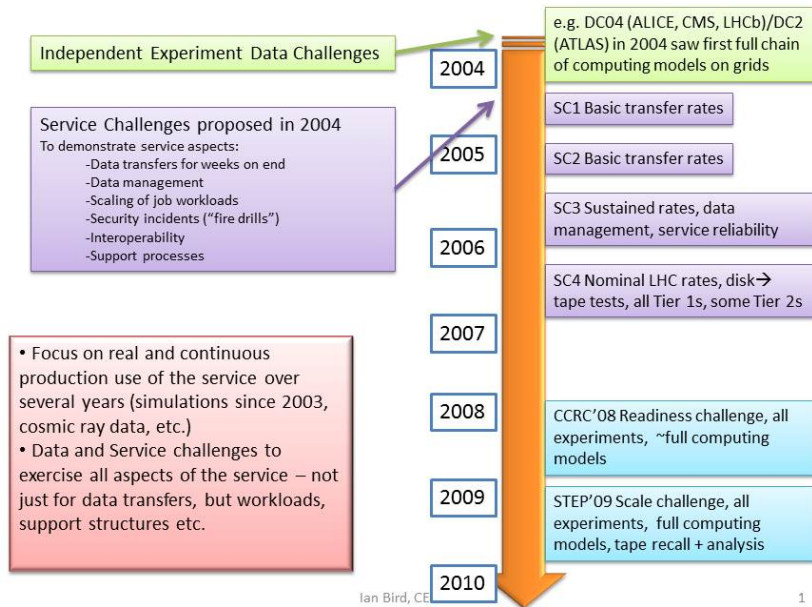 Independent Experiment Data Challenges
e.g. DC04 (ALICE, CMS, LHCb)/DC2
(ATLAS) in 2004 saw first full chain
of computing models on grids
2004
Service Challenges proposed in 2004
To demonstrate service aspects:
-Data transfers for weeks on end
-Data management
-Scaling of job workloads
-Security incidents (“fire drills”)
-Interoperability
-Support processes
SC1 Basic transfer rates
2005
SC2 Basic transfer rates
SC3 Sustained rates, data
management, service reliability
2006
SC4 Nominal LHC rates, disk→
tape tests, all Tier 1s, some Tier 2s
2007
• Focus on real and continuous
production use of the service over
several years (simulations since 2003,
cosmic ray data, etc.)
• Data and Service challenges to
exercise all aspects of the service – not
just for data transfers, but workloads,
support structures etc.
2008
CCRC’08 Readiness challenge, all
experiments, ~full computing
models
2009
STEP’09 Scale challenge, all
experiments, full computing
models, tape recall + analysis
2010
Ian Bird, CE
1